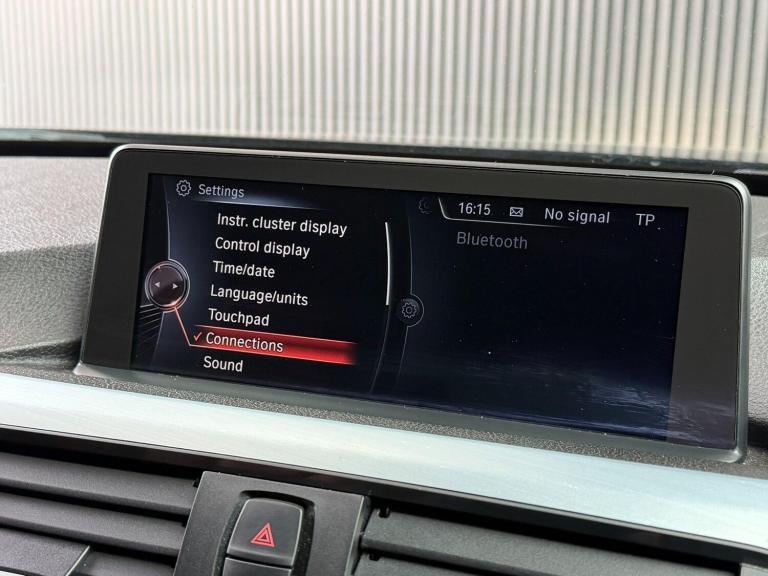 Settings
16:15 No signal TP
Instr. cluster display
Control display
Time/date
Language/units
Touchpad
Connections
Sound
Bluetooth